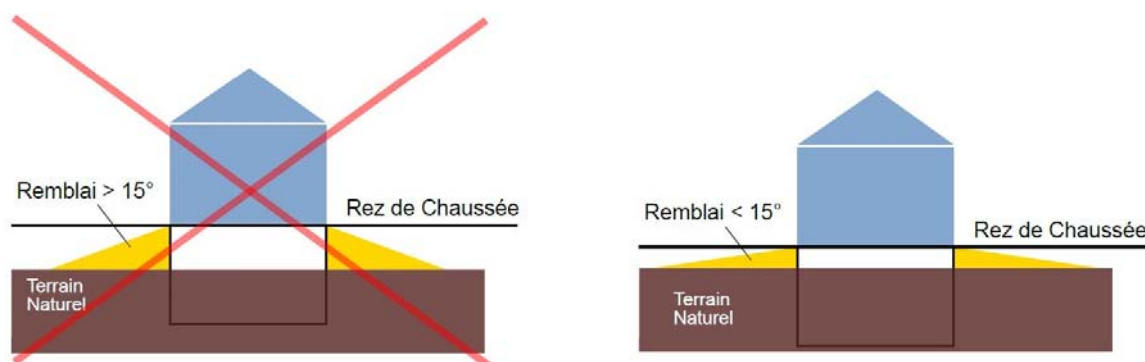 Remblai > 15°
Rez de Chaussée
Terrain
Naturel
Remblai < 15°
Rez de Chaussée
Terrain
Naturel